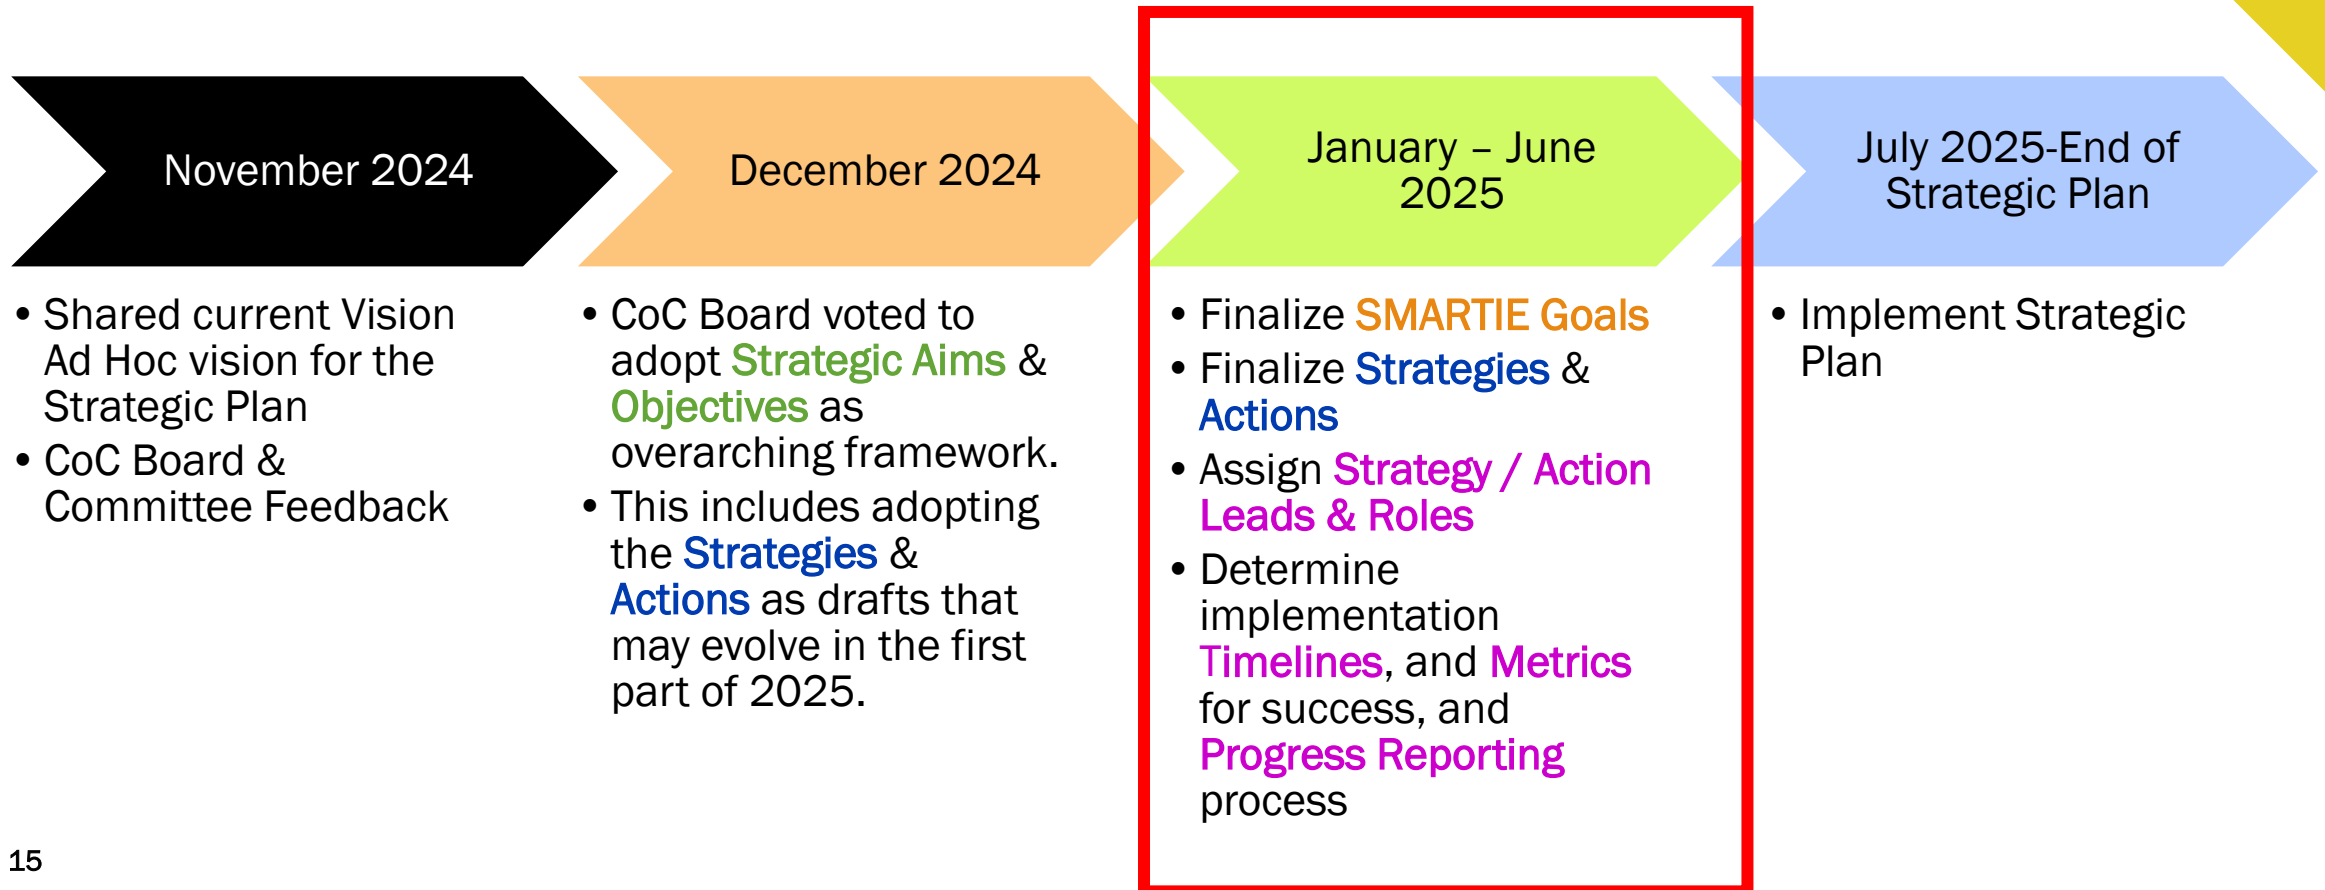 November 2024
• Shared current Vision
Ad Hoc vision for the
Strategic Plan
• CoC Board &
Committee Feedback
December 2024
• CoC Board voted to
adopt Strategic Aims &
Objectives as
overarching framework.
• This includes adopting
the Strategies &
Actions as drafts that
may evolve in the first
part of 2025.
January – June
2025
• Finalize SMARTIE Goals
• Finalize Strategies &
Actions
• Assign Strategy / Action
Leads & Roles
• Determine
implementation
Timelines, and Metrics
for success, and
Progress Reporting
process
July 2025-End of
Strategic Plan
• Implement Strategic
Plan
15